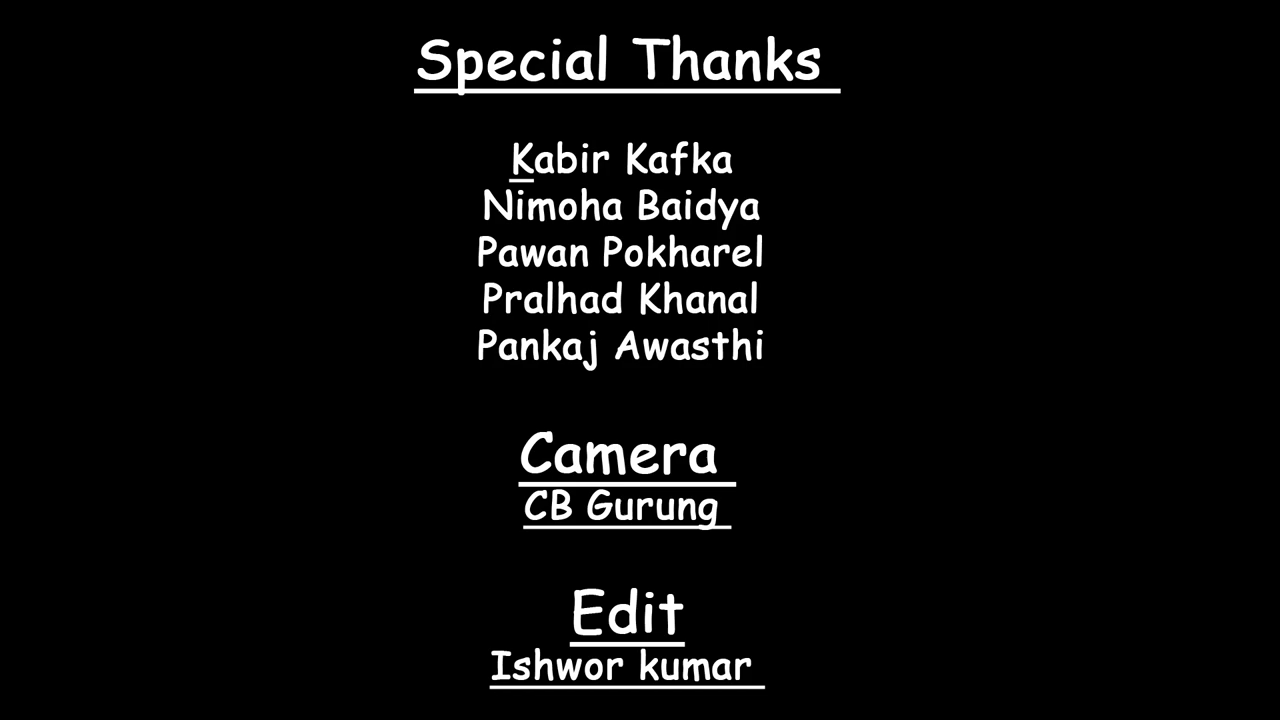 Special Thanks
Kabir Kafka
Nimoha Baidya
Pawan Pokharel
Pralhad Khanal
Pankaj Awasthi
Camera
CB Gurung
Edit
Ishwor kumar